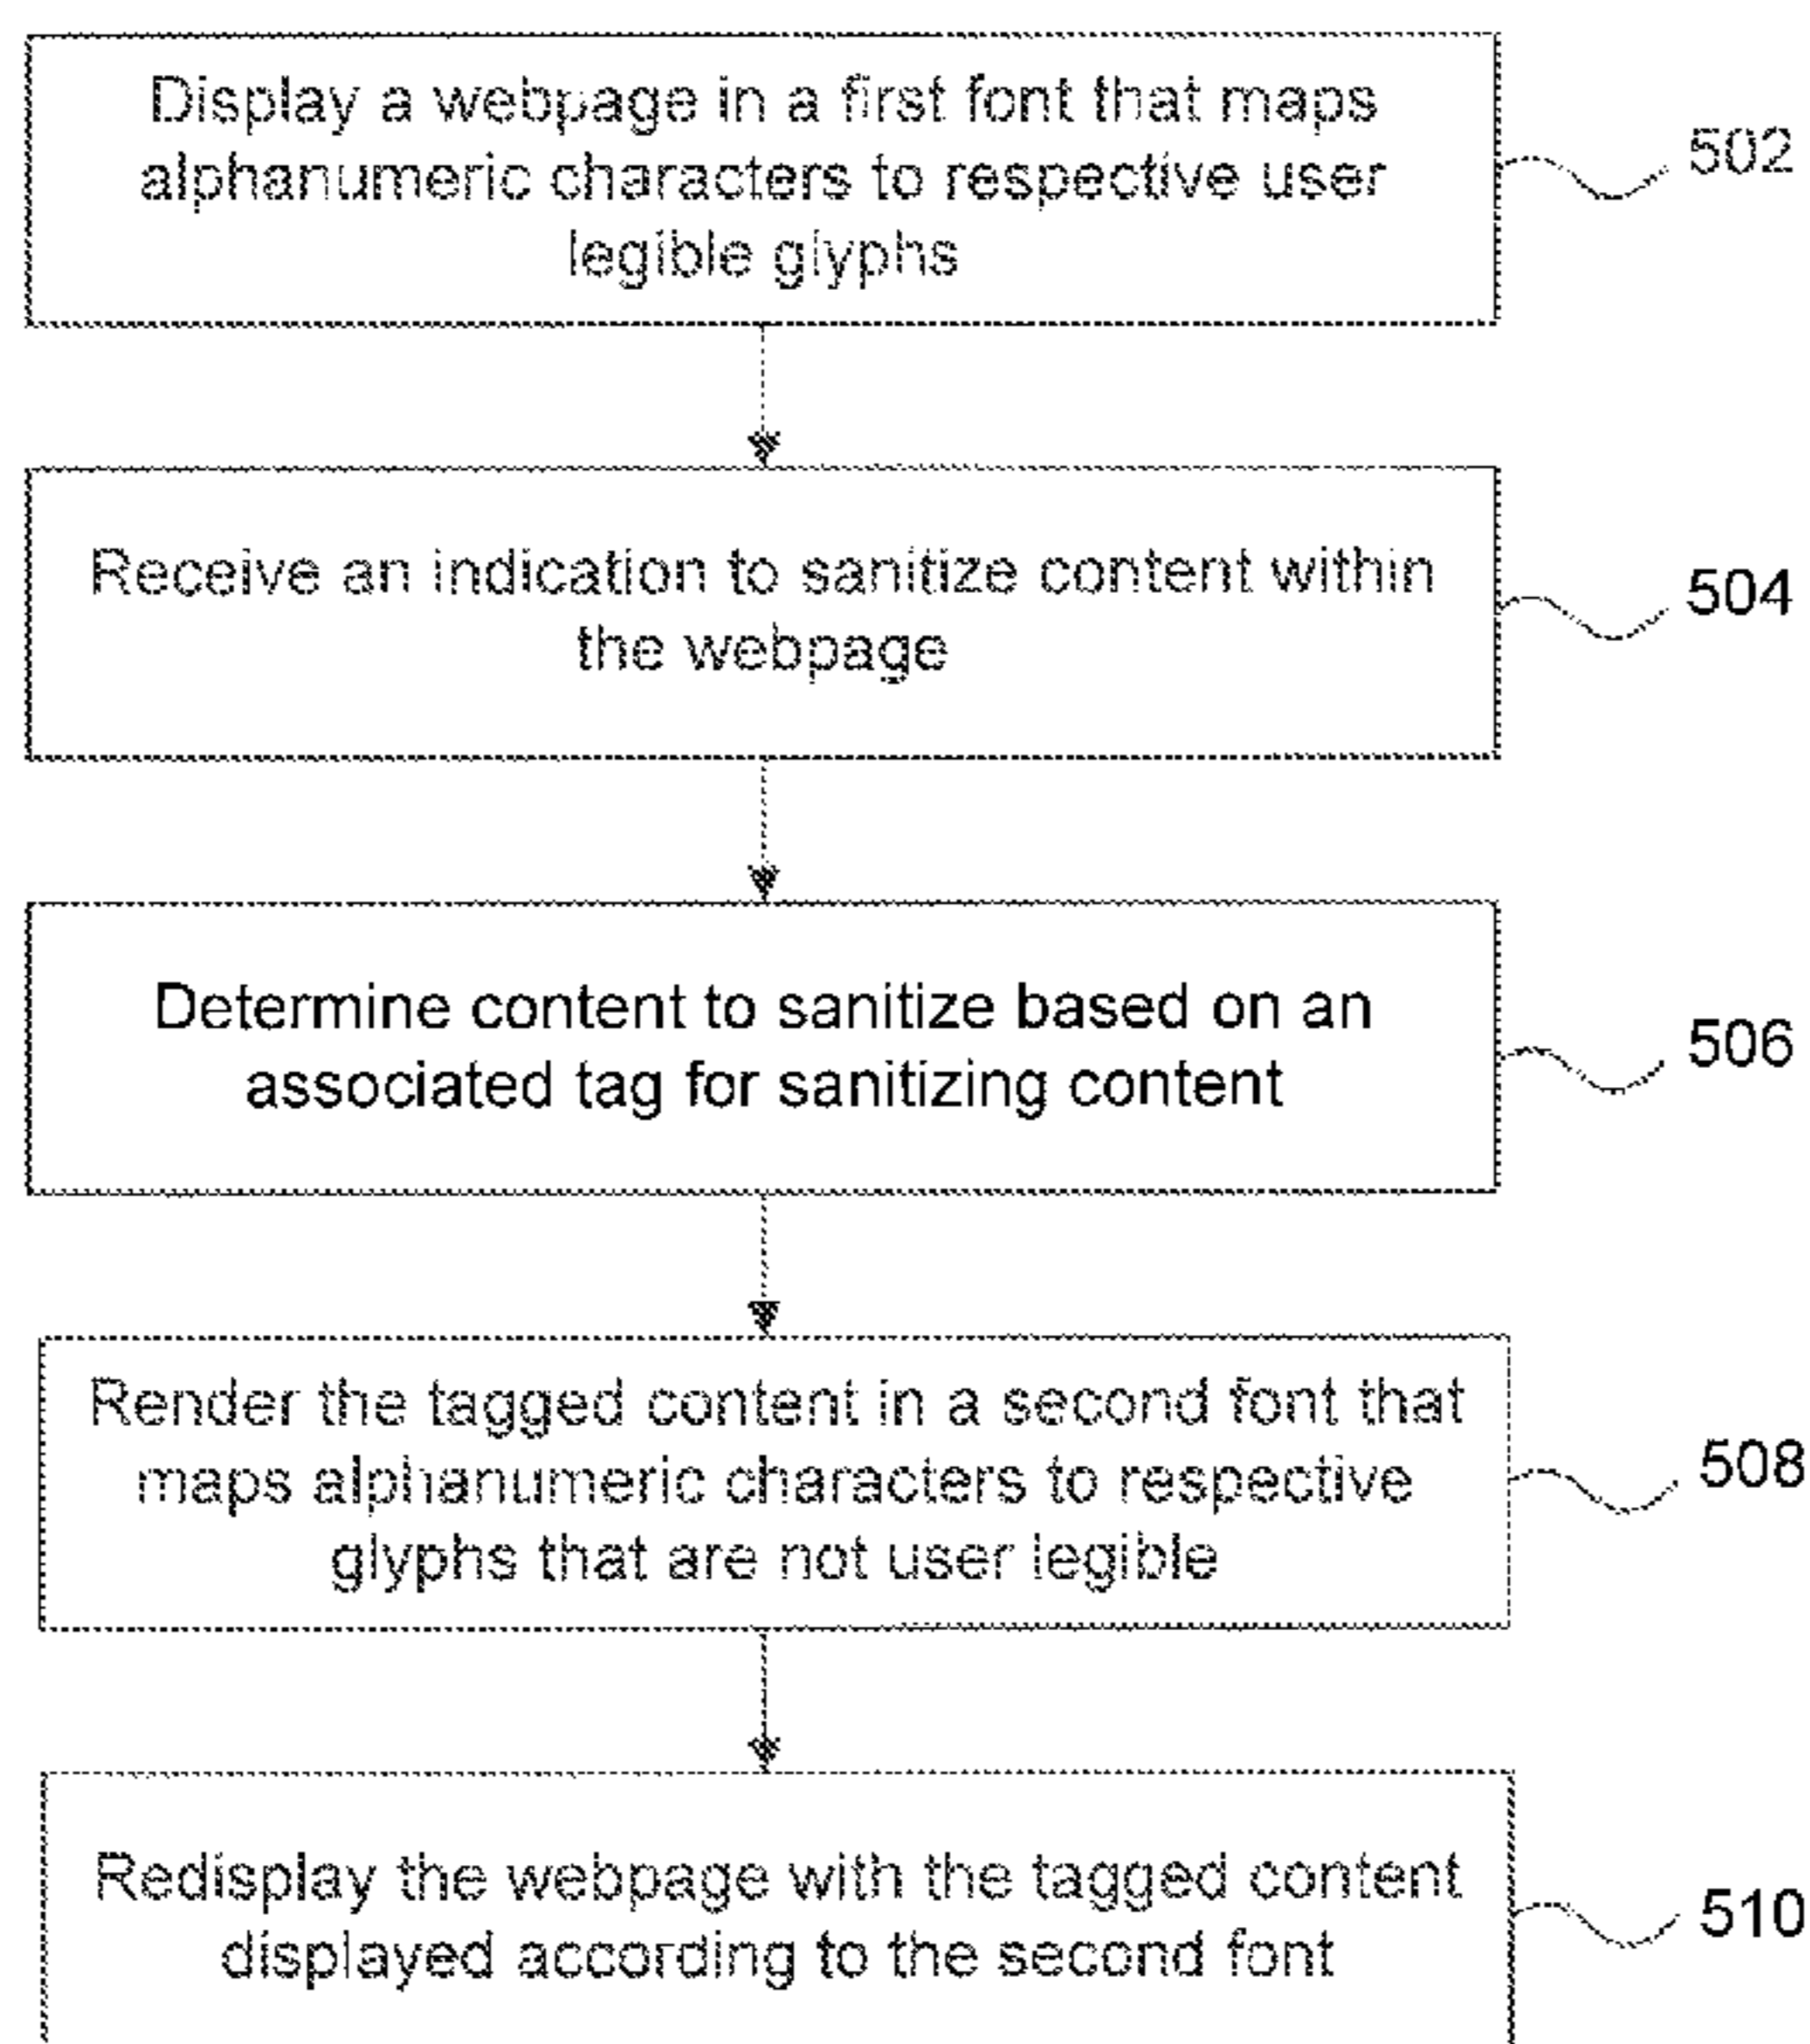 Display a webpage in a first font that maps
alphanumeric characters to respective user
legible glyphs
502
Receive an indication to sanitize content within
the webpage
504
Determine content to sanitize based on an
associated tag for sanitizing content
506
Render the tagged content in a second font that
maps alphanumeric characters to respective
glyphs that are not user legible
508
Redisplay the webpage with the tagged content
displayed according to the second font
510